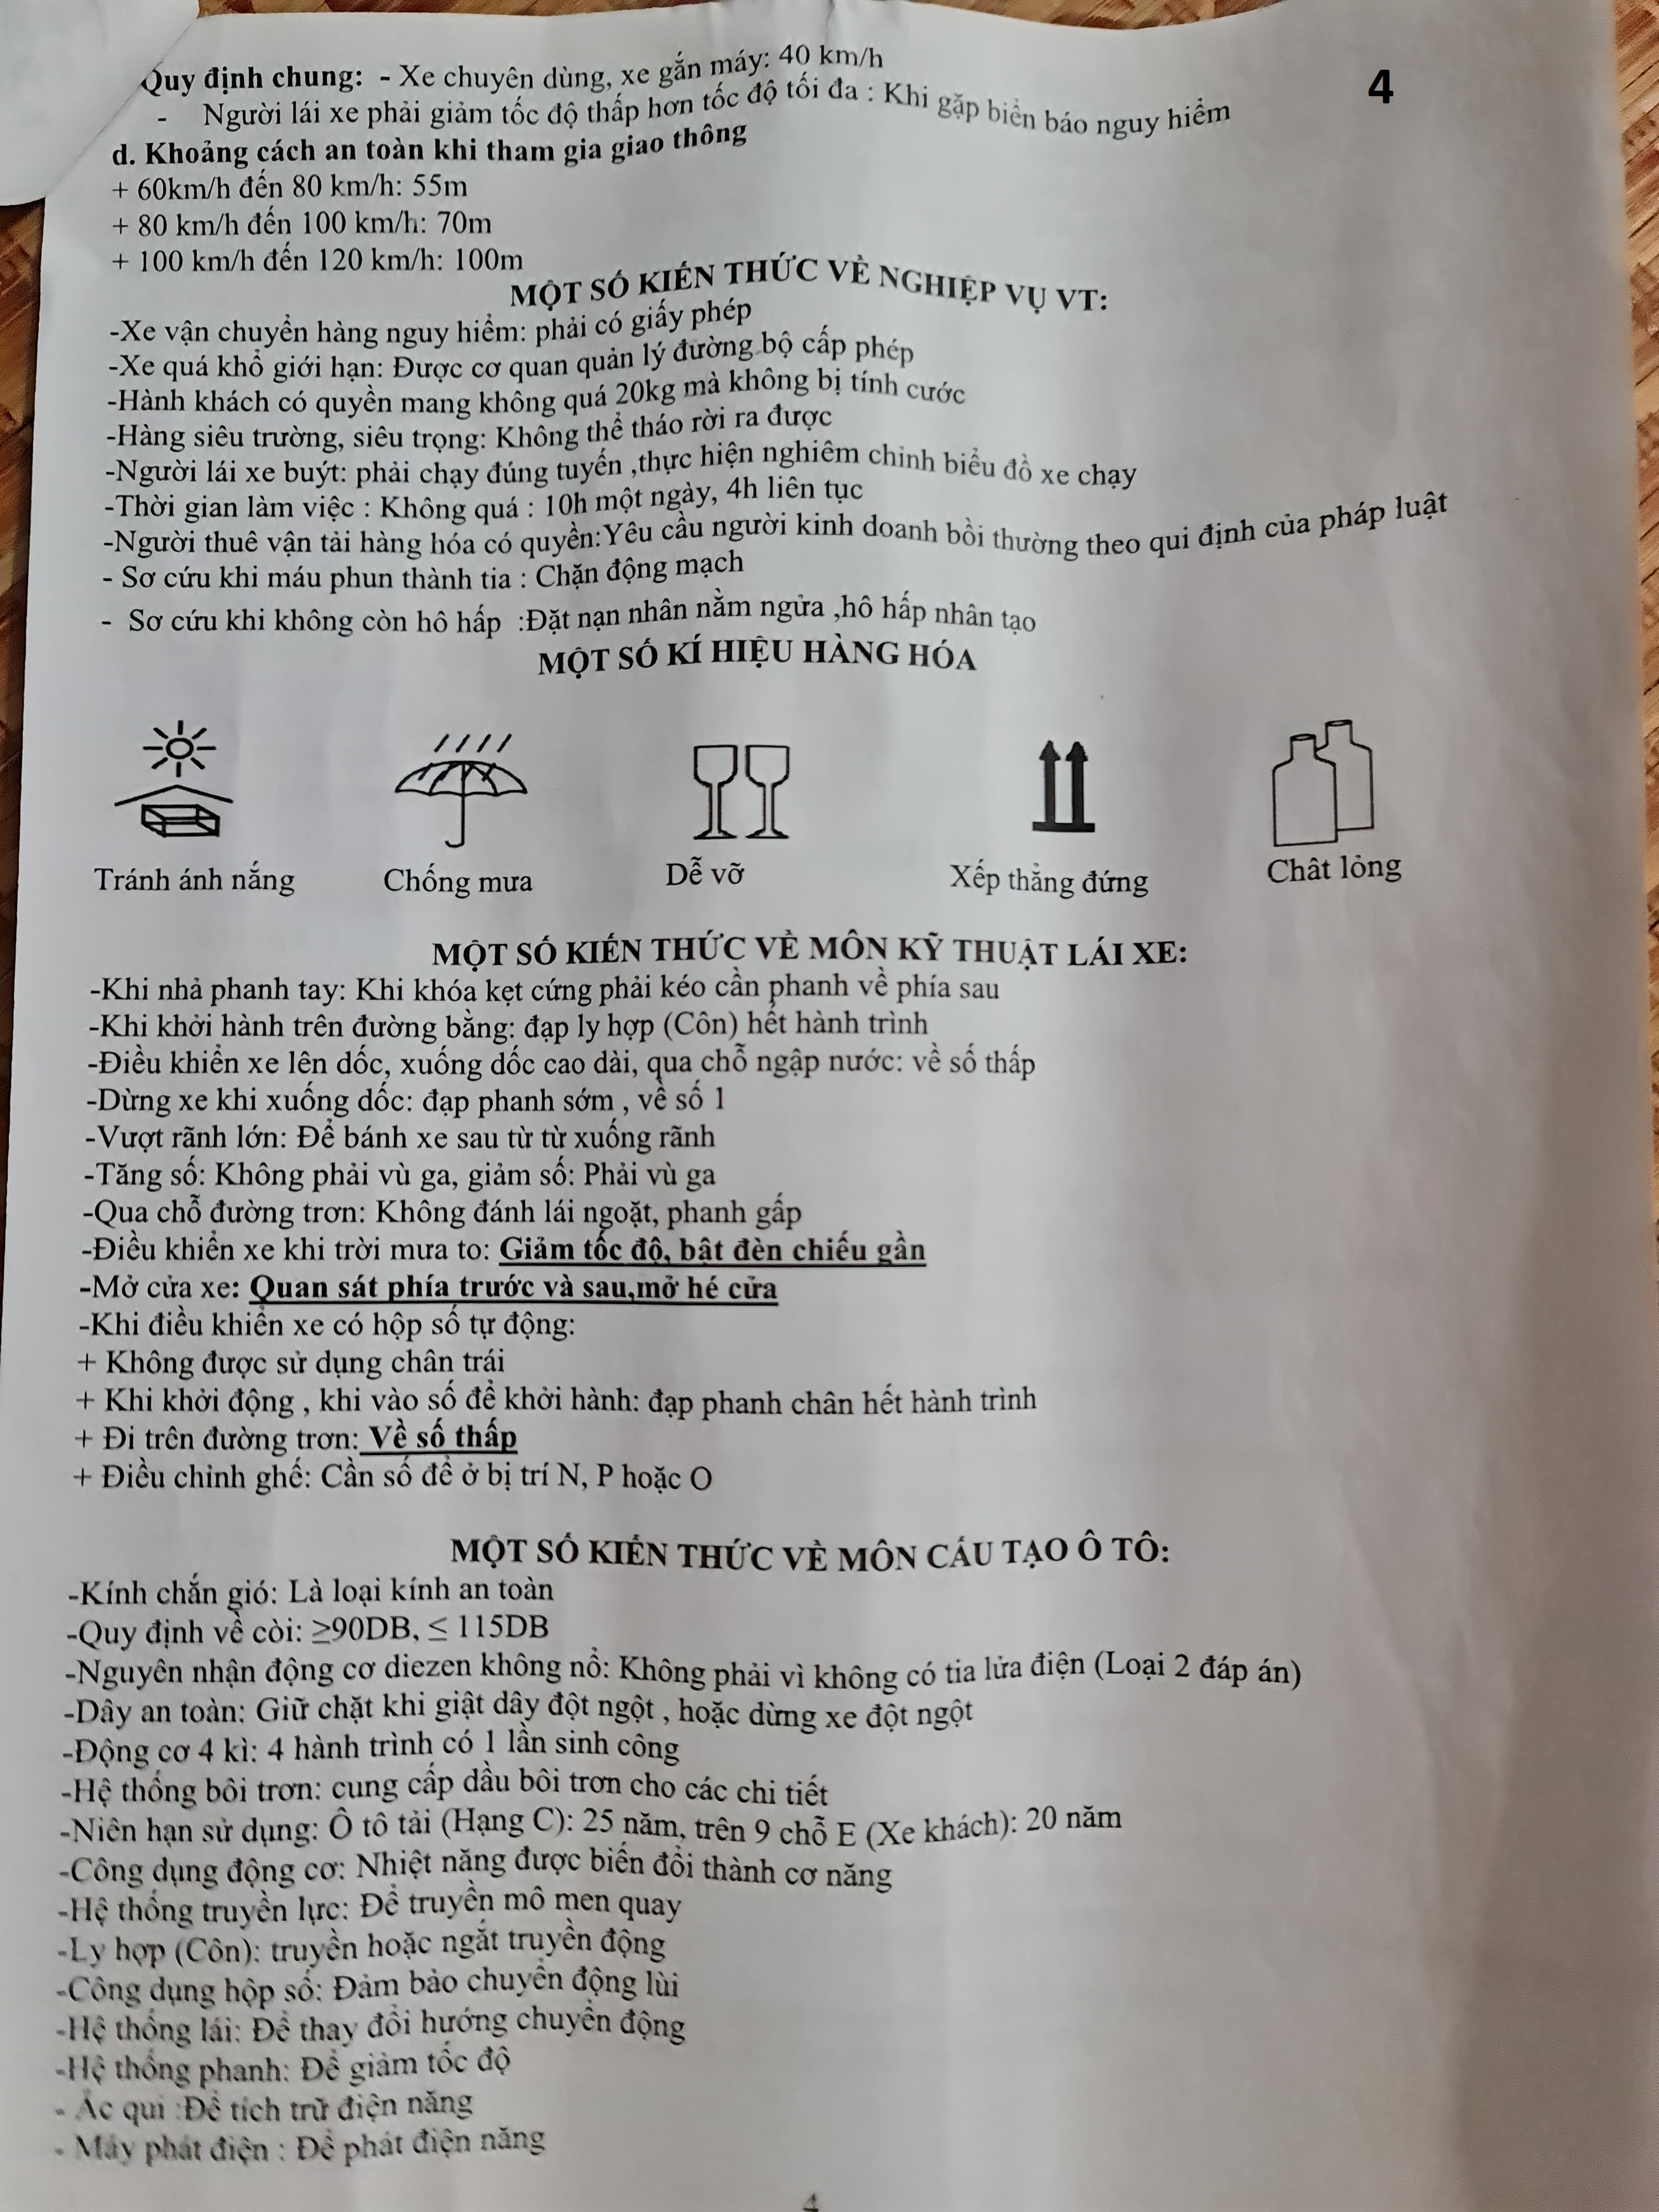 Quy định chung: - Xe chuyên dùng, xe gắn máy: 40 km/h
4
- Người lái xe phải giảm tốc độ thấp hơn tốc độ tối đa : Khi gặp biển báo nguy hiểm
d. Khoảng cách an toàn khi tham gia giao thông
+ 60km/h đến 80 km/h: 55m
+ 80 km/h đến 100 km/h: 70m
+ 100 km/h đến 120 km/h: 100m
MỘT SỐ KIẾN THỨC VỀ NGHIỆP VỤ VT:
-Xe vận chuyển hàng nguy hiểm: phải có giấy phép
-Xe quá khổ giới hạn: Được cơ quan quản lý đường bộ cấp phép
-Hành khách có quyền mang không quá 20kg mà không bị tính cước
-Hàng siêu trường, siêu trọng: Không thể tháo rời ra được
-Người lái xe buýt: phải chạy đúng tuyến ,thực hiện nghiêm chỉnh biểu đồ xe chạy
-Thời gian làm việc : Không quá : 10h một ngày, 4h liên tục
-Người thuê vận tải hàng hóa có quyền:Yêu cầu người kinh doanh bồi thường theo qui định của pháp luật
- Sơ cứu khi máu phun thành tia : Chặn động mạch
- Sơ cứu khi không còn hô hấp :Đặt nạn nhân nằm ngửa ,hô hấp nhân tạo
MỘT SỐ KÍ HIỆU HÀNG HÓA
Tránh ánh nắng
Chống mưa
Dễ vỡ
Xếp thẳng đứng
Chât lỏng
MỘT SỐ KIẾN THỨC VỀ MÔN KỸ THUẬT LÁI XE:
-Khi nhả phanh tay: Khi khóa kẹt cứng phải kéo cần phanh về phía sau
-Khi khởi hành trên đường bằng: đạp ly hợp (Côn) hết hành trình
-Điều khiển xe lên dốc, xuống dốc cao dài, qua chỗ ngập nước: về số thấp
-Dừng xe khi xuống dốc: đạp phanh sớm , về số 1
-Vượt rãnh lớn: Để bánh xe sau từ từ xuống rãnh
-Tăng số: Không phải vù ga, giảm số: Phải vù ga
-Qua chỗ đường trơn: Không đánh lái ngoặt, phanh gấp
-Điều khiển xe khi trời mưa to: Giảm tốc độ, bật đèn chiếu gần
-Mở cửa xe: Quan sát phía trước và sau,mở hé cửa
-Khi điều khiển xe có hộp số tự động:
+ Không được sử dụng chân trái
+ Khi khởi động , khi vào số để khởi hành: đạp phanh chân hết hành trình
+ Đi trên đường trơn: Về số thấp
+ Điều chỉnh ghế: Cần số để ở bị trí N, P hoặc O
MỘT SỐ KIẾN THỨC VỀ MÔN CẤU TẠO Ô TÔ:
-Kính chắn gió: Là loại kính an toàn
-Quy định về còi: ≥90DB, ≤ 115DB
-Nguyên nhận động cơ diezen không nổ: Không phải vì không có tia lửa điện (Loại 2 đáp án)
-Dây an toàn: Giữ chặt khi giật dây đột ngột , hoặc dừng xe đột ngột
-Động cơ 4 kì: 4 hành trình có 1 lần sinh công
-Hệ thống bôi trơn: cung cấp dầu bôi trơn cho các chi tiết
-Niên hạn sử dụng: Ô tô tải (Hạng C): 25 năm, trên 9 chỗ E (Xe khách): 20 năm
-Công dụng động cơ: Nhiệt năng được biến đổi thành cơ năng
-Hệ thống truyền lực: Để truyền mô men quay
-Ly hợp (Côn): truyền hoặc ngắt truyền động
-Công dụng hộp số: Đảm bảo chuyển động lùi
-Hệ thống lái: Để thay đổi hướng chuyển động
-Hệ thống phanh: Để giảm tốc độ
- Ác qui :Để tích trữ điện năng
- Máy phát điện : Để phát điện năng
4